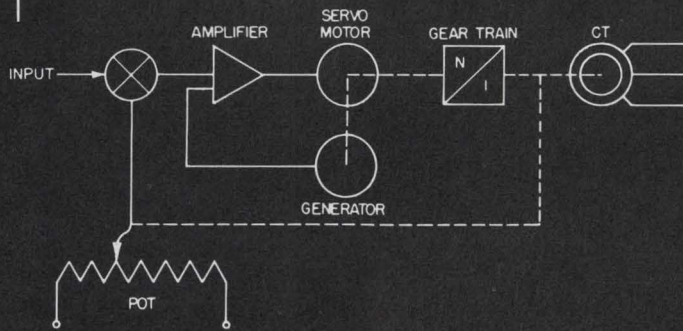 SERVO
MOTOR
AMPLIFIER
GEAR TRAIN
CT
INPUT
N
I
GENERATOR
POT